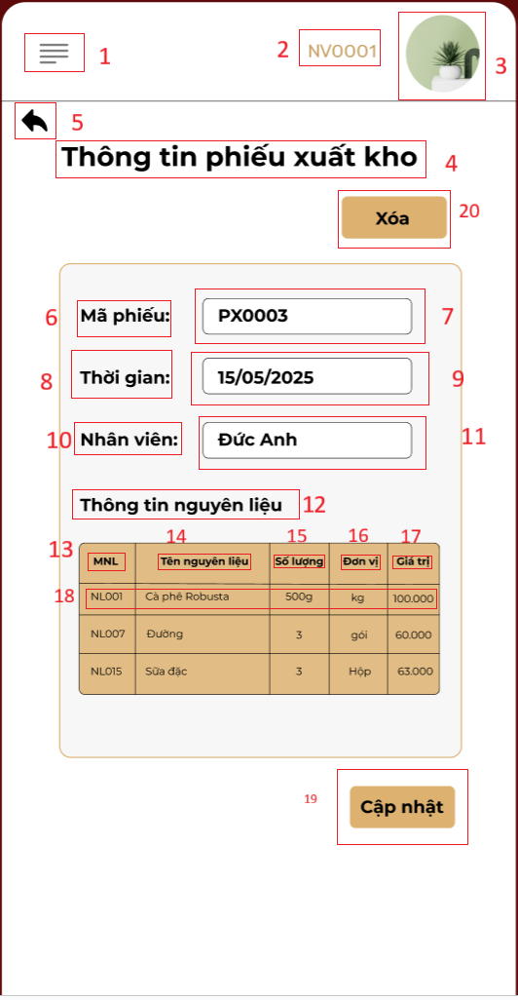 1
2 NV0001
3
5
Thông tin phiếu xuất kho 4
Xóa 20
6 Mã phiếu: PX0003 7
8 Thời gian: 15/05/2025 9
10 Nhân viên: Đức Anh 11
Thông tin nguyên liệu 12
14 15 16 17
13 MNL Tên nguyên liệu Số lượng Đơn vị Giá trị
18 NL001 Cà phê Robusta 500g kg 100.000
NL007 Đường 3 gói 60.000
NL015 Sữa đặc 3 Hộp 63.000
19 Cập nhật